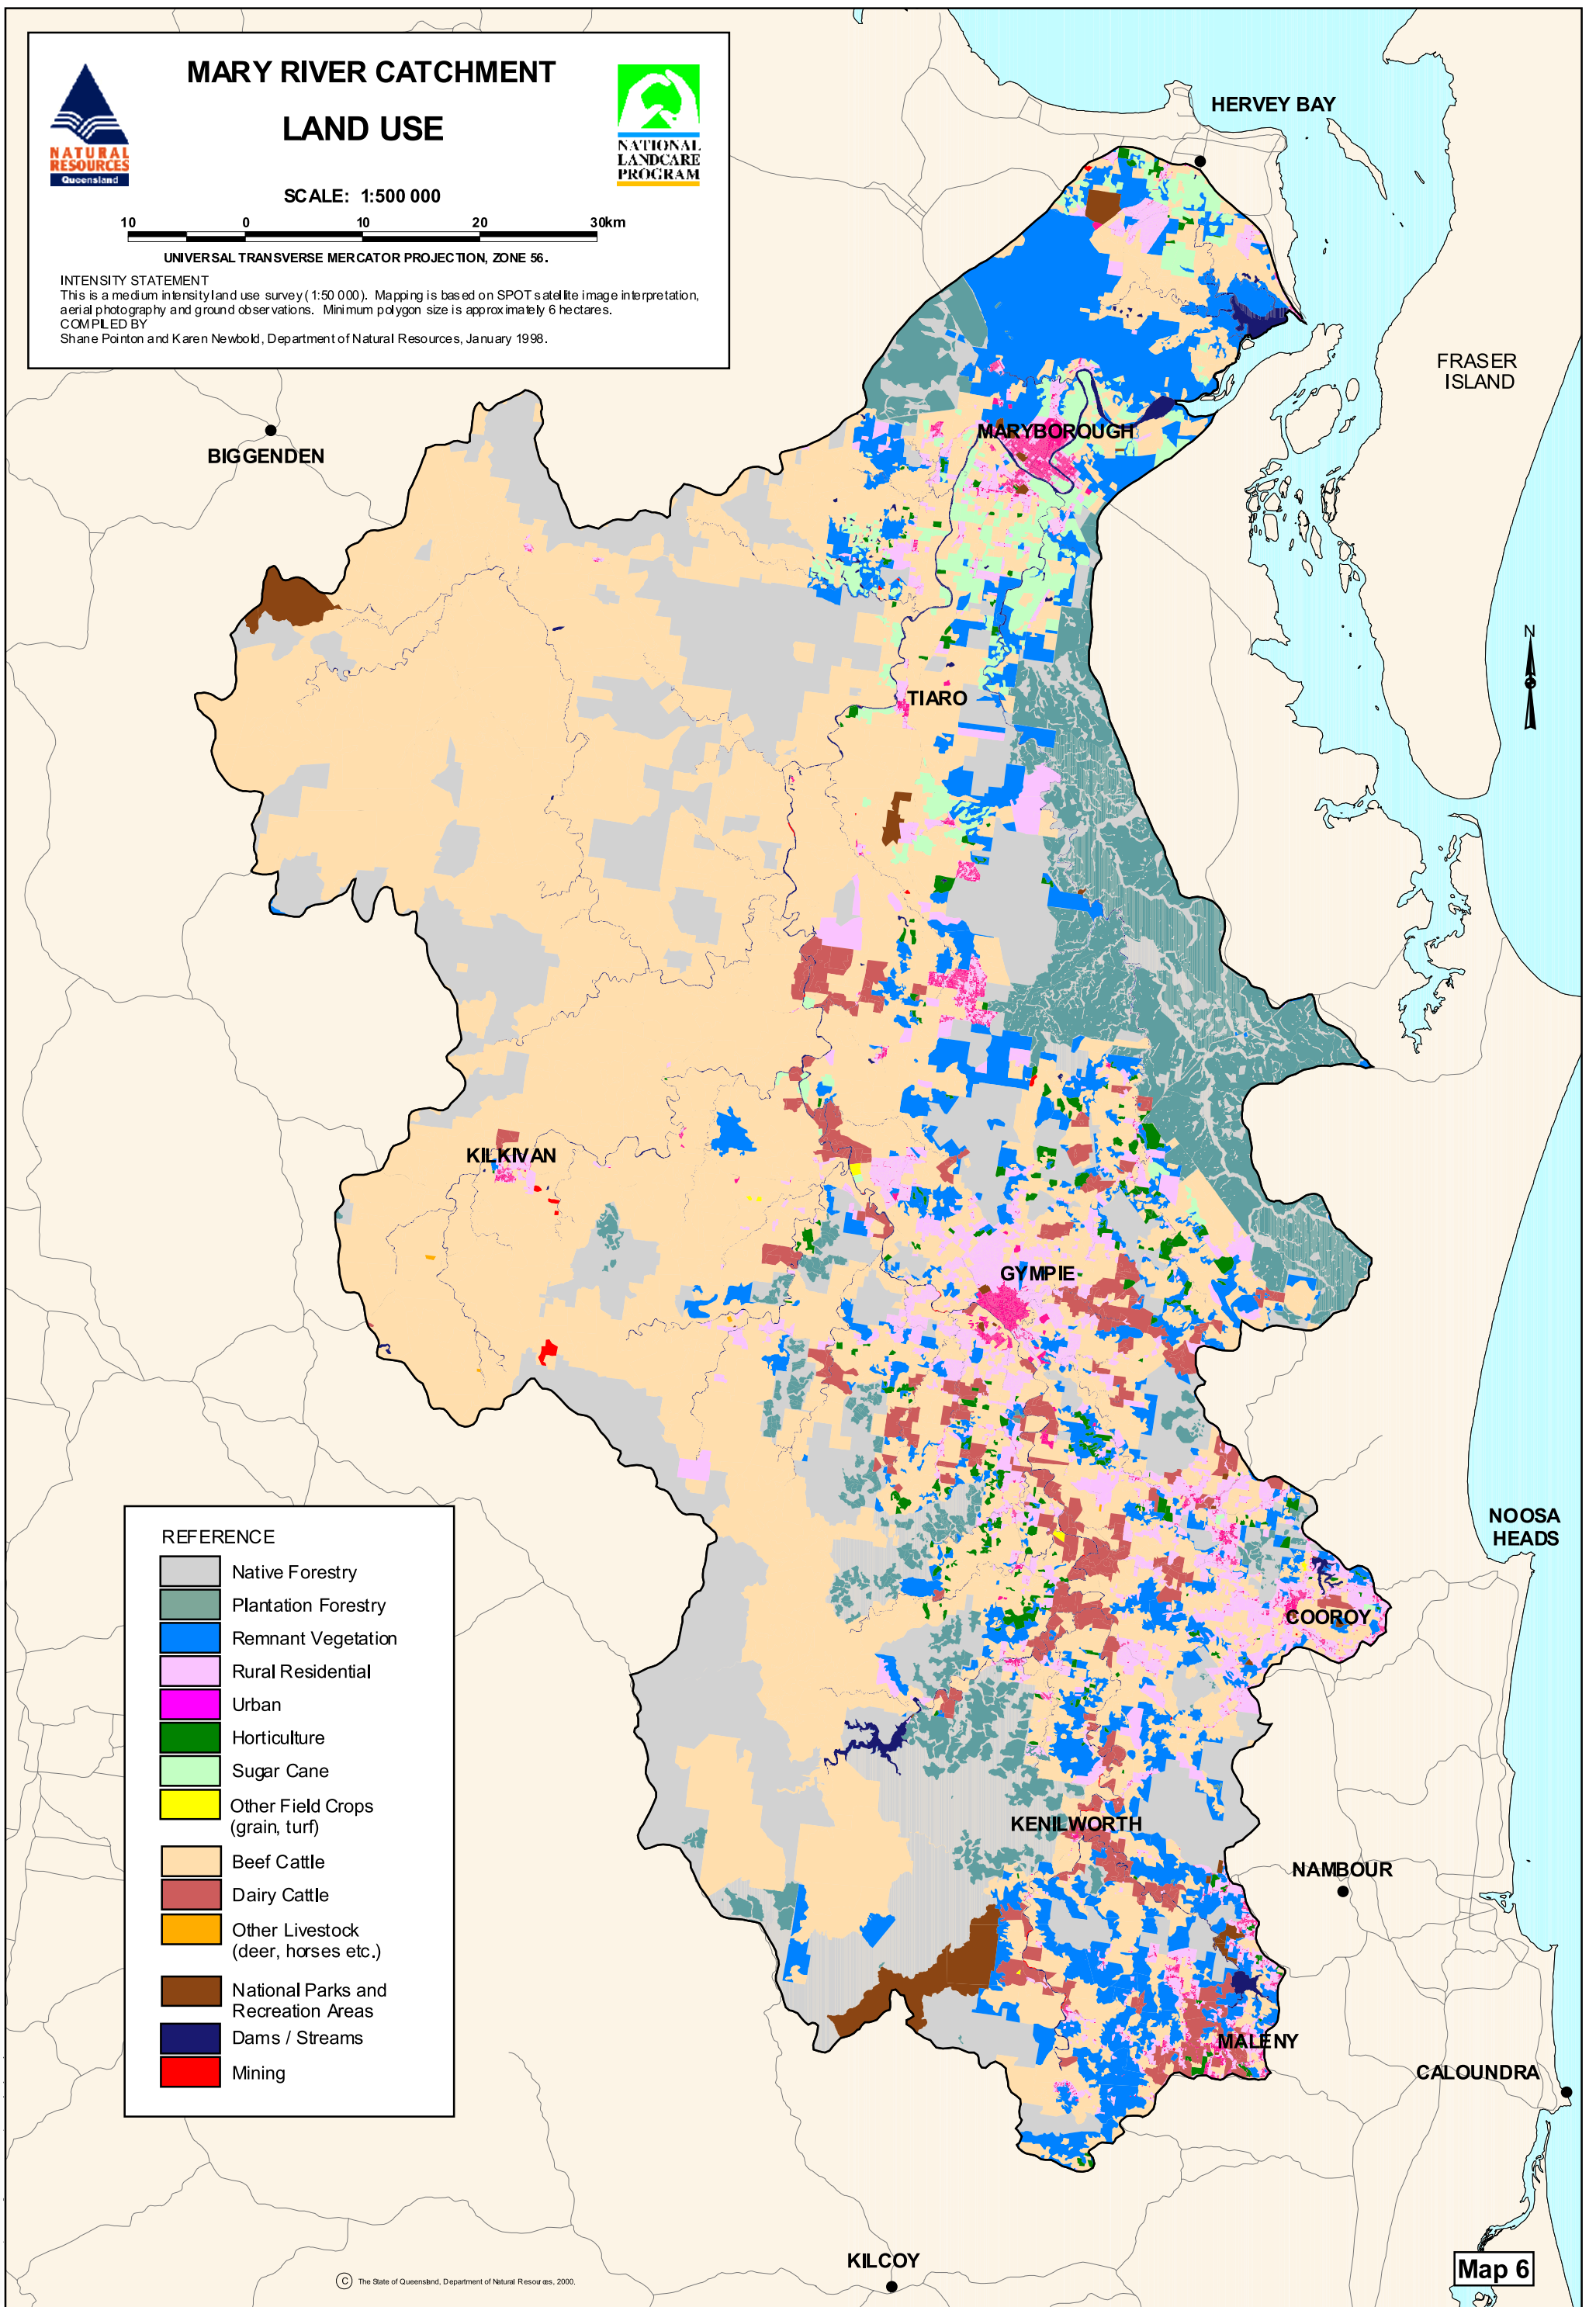 MARY RIVER CATCHMENT
LAND USE
NATURAL
RESOURCES
Queensland
NATIONAL
LANDCARE
PROGRAM
SCALE: 1:500 000
10 0 10 20 30km
UNIVERSAL TRANSVERSE MERCATOR PROJECTION, ZONE 56.
INTENSITY STATEMENT
This is a medium intensity land use survey (1:50 000). Mapping is based on SPOT satellite image interpretation,
aerial photography and ground observations. Minimum polygon size is approximately 6 hectares.
COMPILED BY
Shane Pointon and Karen Newbold, Department of Natural Resources, January 1998.
HERVEY BAY
FRASER
ISLAND
MARYBOROUGH
BIGGENDEN
N
TIARO
KILKIVAN
GYMPIE
NOOSA
HEADS
COOROY
KENILWORTH
NAMBOUR
MALENY
CALOUNDRA
KILCOY
REFERENCE
Native Forestry
Plantation Forestry
Remnant Vegetation
Rural Residential
Urban
Horticulture
Sugar Cane
Other Field Crops
(grain, turf)
Beef Cattle
Dairy Cattle
Other Livestock
(deer, horses etc.)
National Parks and
Recreation Areas
Dams / Streams
Mining
C The State of Queensland, Department of Natural Resources, 2000.
Map 6